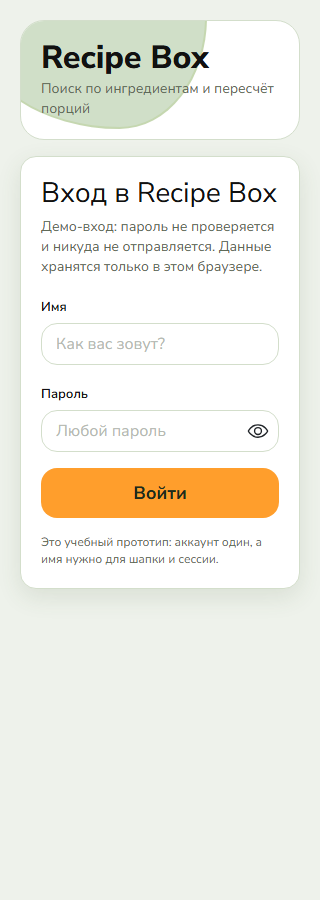 Recipe Box
Поиск по ингредиентам и пересчёт
порций
Вход в Recipe Box
Демо-вход: пароль не проверяется
и никуда не отправляется. Данные
хранятся только в этом браузере.
Имя
Как вас зовут?
Пароль
Любой пароль
Войти
Это учебный прототип: аккаунт один, а
имя нужно для шапки и сессии.